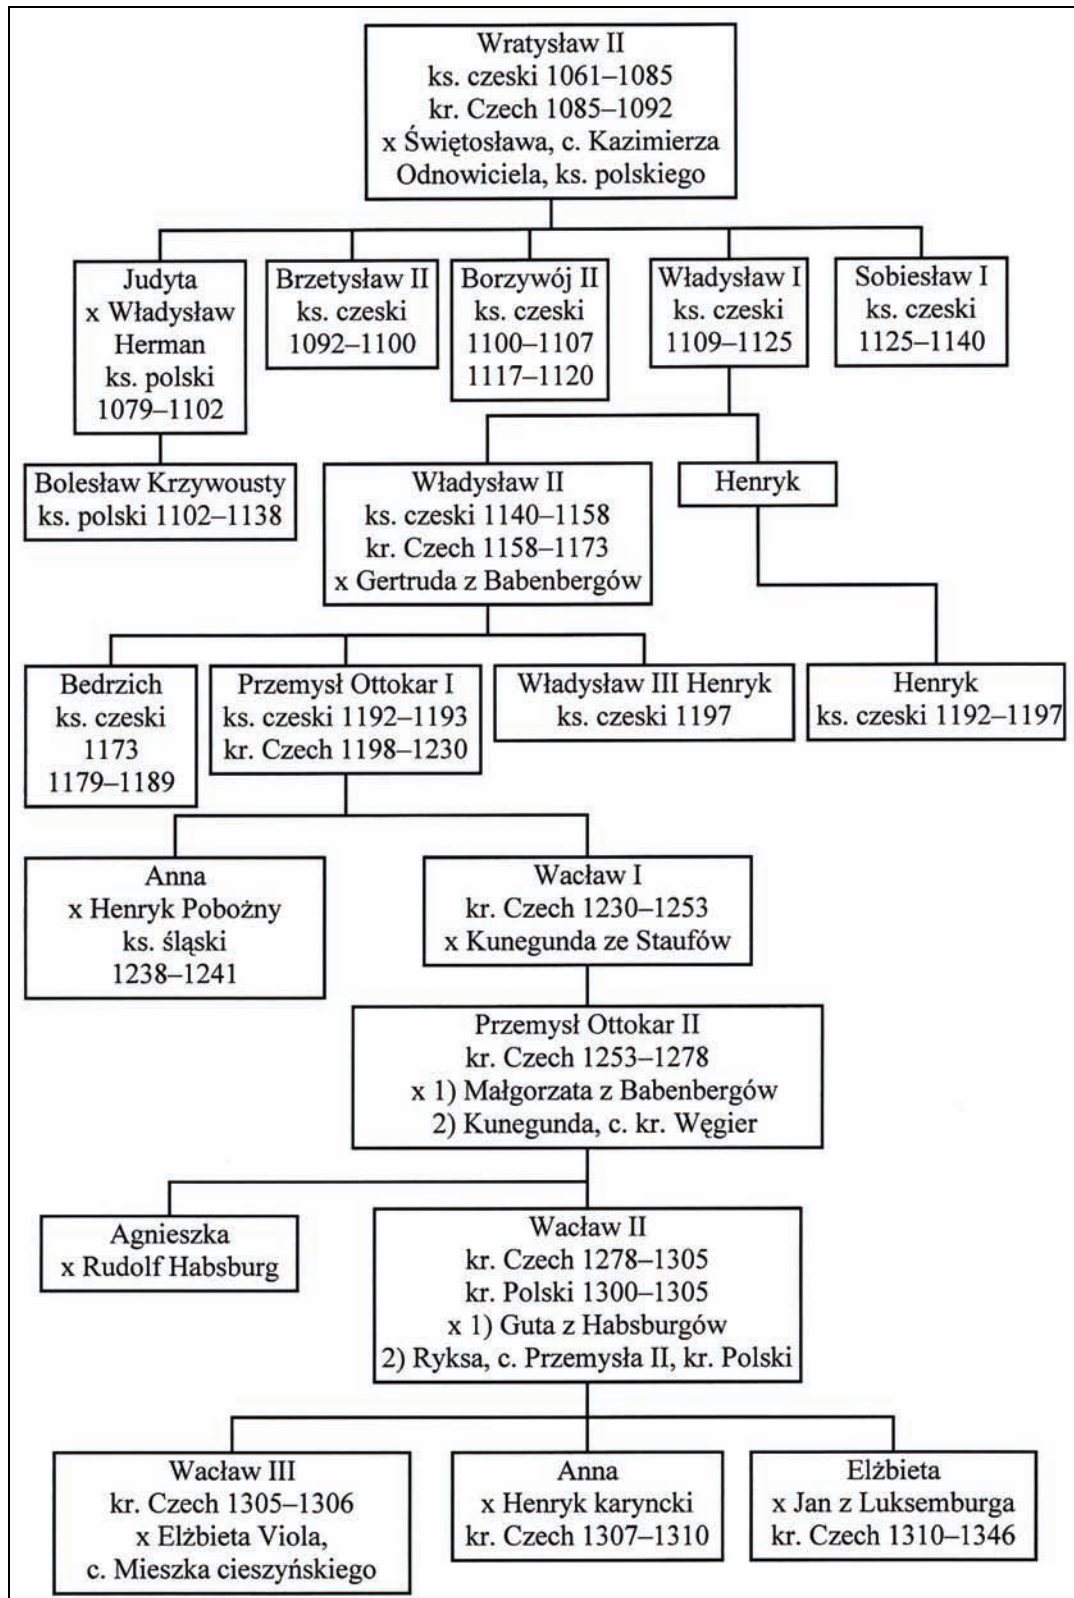 Wratysław II
ks. czeski 1061–1085
kr. Czech 1085–1092
x Świętosława, c. Kazimierza
Odnowiciela, ks. polskiego
Judyta
x Władysław
Herman
ks. polski
1079–1102
Brzetysław II
ks. czeski
1092–1100
Borzywój II
ks. czeski
1100–1107
1117–1120
Władysław I
ks. czeski
1109–1125
Sobiesław I
ks. czeski
1125–1140
Bolesław Krzywousty
ks. polski 1102–1138
Władysław II
ks. czeski 1140–1158
kr. Czech 1158–1173
x Gertruda z Babenbergów
Henryk
Bedrzich
ks. czeski
1173
1179–1189
Przemysł Ottokar I
ks. czeski 1192–1193
kr. Czech 1198–1230
Władysław III Henryk
ks. czeski 1197
Henryk
ks. czeski 1192–1197
Anna
x Henryk Pobożny
ks. śląski
1238–1241
Wacław I
kr. Czech 1230–1253
x Kunegunda ze Staufów
Przemysł Ottokar II
kr. Czech 1253–1278
x 1) Małgorzata z Babenbergów
2) Kunegunda, c. kr. Węgier
Agnieszka
x Rudolf Habsburg
Wacław II
kr. Czech 1278–1305
kr. Polski 1300–1305
x 1) Guta z Habsburgów
2) Ryksa, c. Przemysła II, kr. Polski
Wacław III
kr. Czech 1305–1306
x Elżbieta Viola,
c. Mieszka cieszyńskiego
Anna
x Henryk karyncki
kr. Czech 1307–1310
Elżbieta
x Jan z Luksemburga
kr. Czech 1310–1346